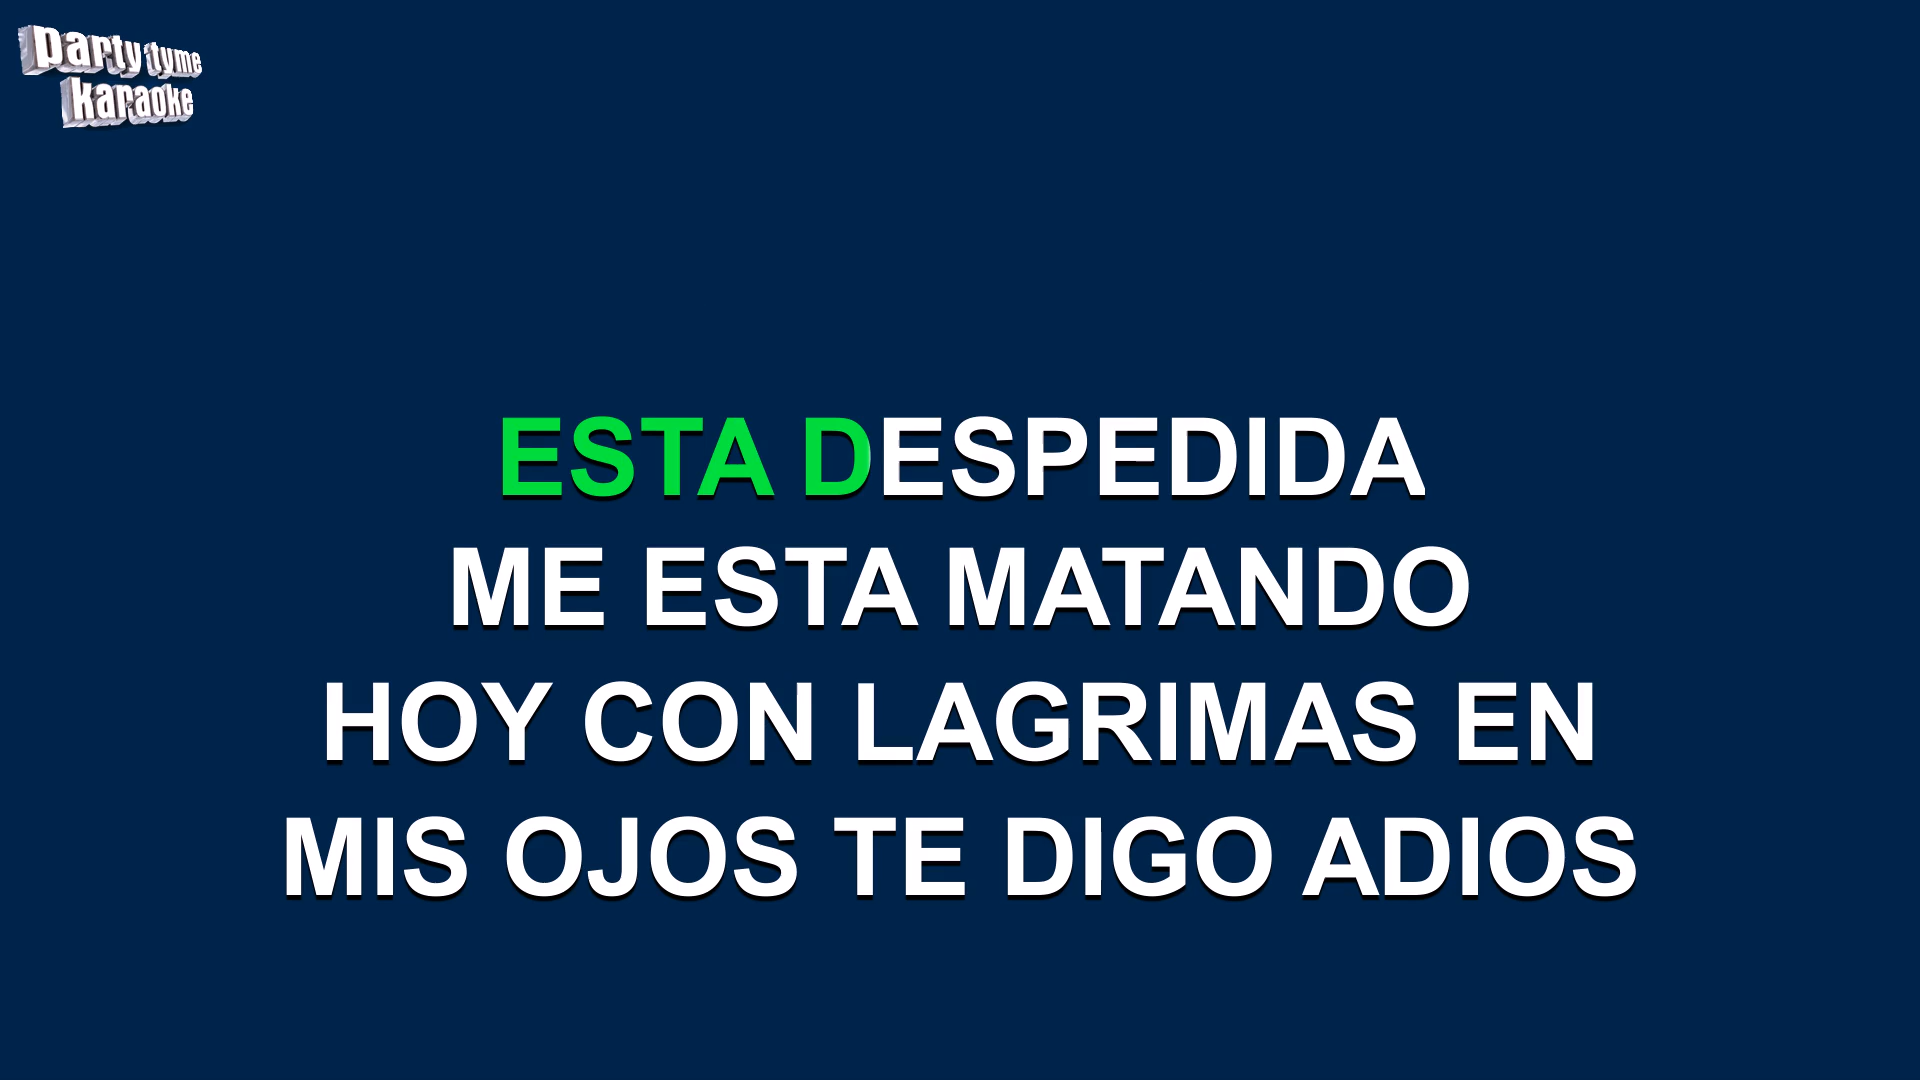 party tyme
karaoke
ESTA DESPEDIDA
ME ESTA MATANDO
HOY CON LAGRIMAS EN
MIS OJOS TE DIGO ADIOS